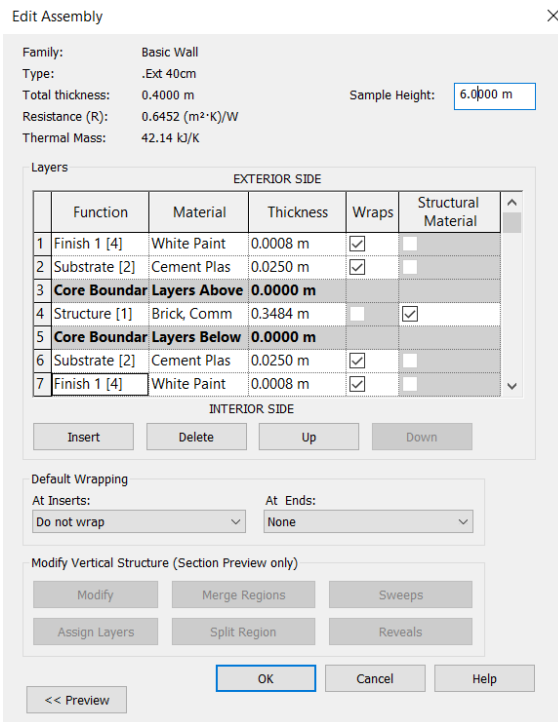 Edit Assembly
Family: Basic Wall
Type: .Ext 40cm
Total thickness: 0.4000 m Sample Height: 6.0000 m
Resistance (R): 0.6452 (m²·K)/W
Thermal Mass: 42.14 kJ/K
Layers
EXTERIOR SIDE
Function Material Thickness Wraps Structural Material
1 Finish 1 [4] White Paint 0.0008 m
2 Substrate [2] Cement Plas 0.0250 m
3 Core Boundar Layers Above 0.0000 m
4 Structure [1] Brick, Comm 0.3484 m
5 Core Boundar Layers Below 0.0000 m
6 Substrate [2] Cement Plas 0.0250 m
7 Finish 1 [4] White Paint 0.0008 m
INTERIOR SIDE
Insert Delete Up Down
Default Wrapping
At Inserts: At Ends:
Do not wrap None
Modify Vertical Structure (Section Preview only)
Modify Merge Regions Sweeps
Assign Layers Split Region Reveals
OK Cancel Help
<< Preview